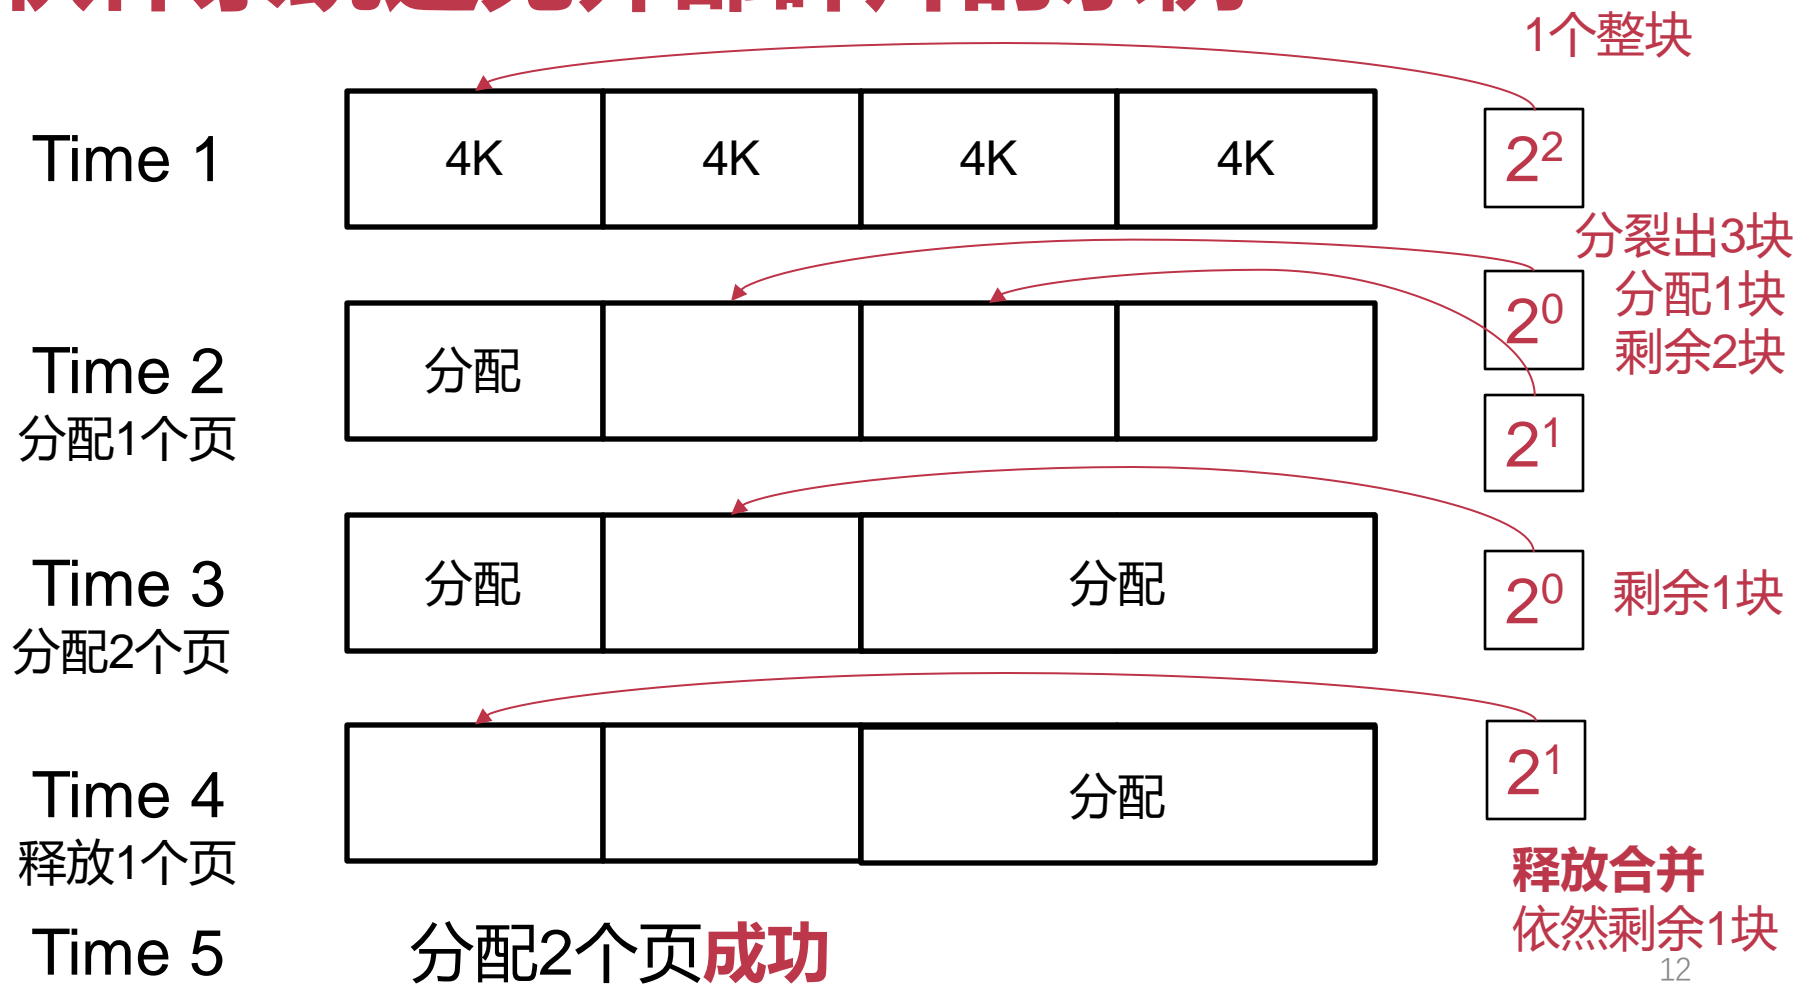 1个整块
Time 1
4K 4K 4K 4K
2²
分裂出3块
分配1块
剩余2块
Time 2
分配1个页
分配
2⁰
2¹
Time 3
分配2个页
分配 分配
2⁰
剩余1块
Time 4
释放1个页
分配
2¹
释放合并
依然剩余1块
Time 5
分配2个页成功
12